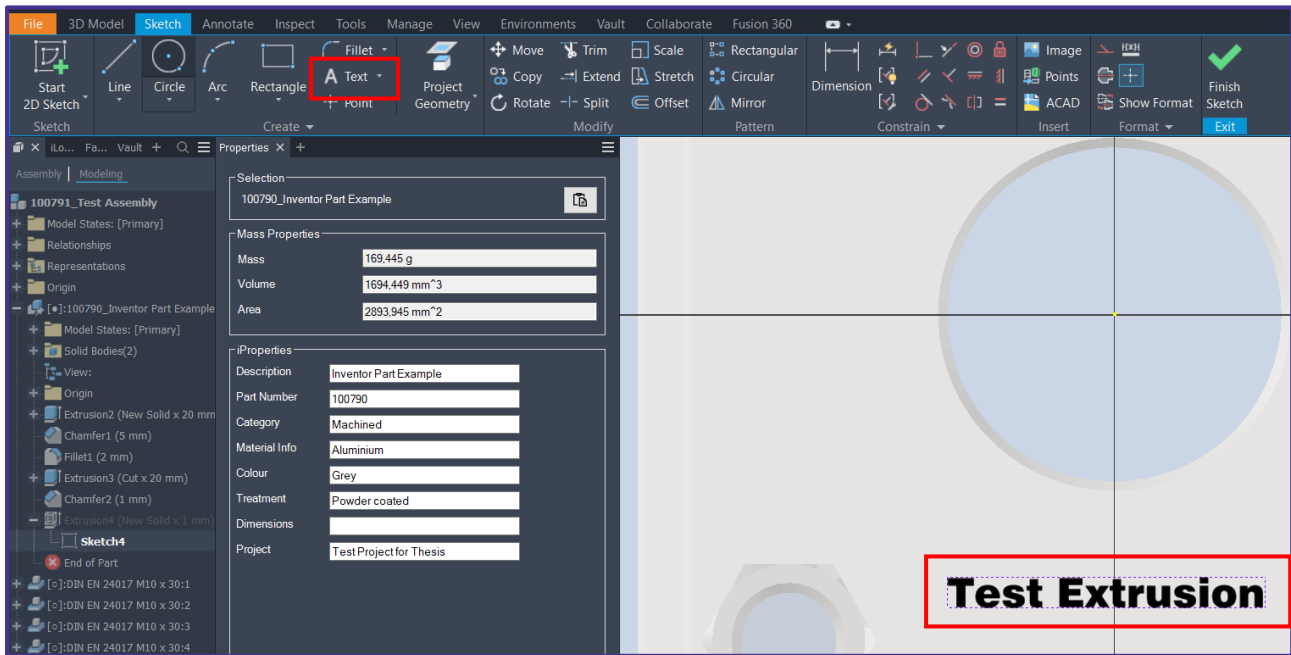 File 3D Model Sketch Annotate Inspect Tools Manage View Environments Vault Collaborate Fusion 360
Start
2D Sketch
Line
Circle
Arc
Rectangle
Fillet
Text
Point
Project
Geometry
Move
Copy
Rotate
Trim
Extend
Split
Scale
Stretch
Offset
Rectangular
Circular
Mirror
Dimension
Image
Points
ACAD
Show Format
Finish
Sketch
Sketch Create Modify Pattern Constrain Insert Format Exit
iLo... Fa... Vault +
Assembly | Modeling
100791_Test Assembly
Model States: [Primary]
Relationships
Representations
Origin
[•]:100790_Inventor Part Example
Model States: [Primary]
Solid Bodies(2)
View:
Origin
Extrusion2 (New Solid x 20 mm
Chamfer1 (5 mm)
Fillet1 (2 mm)
Extrusion3 (Cut x 20 mm)
Chamfer2 (1 mm)
Extrusion4 (New Solid x 1 mm)
Sketch4
End of Part
[o]:DIN EN 24017 M10 x 30:1
[o]:DIN EN 24017 M10 x 30:2
[o]:DIN EN 24017 M10 x 30:3
[o]:DIN EN 24017 M10 x 30:4
Properties × +
Selection
100790_Inventor Part Example
Mass Properties
Mass 169,445 g
Volume 1694,449 mm^3
Area 2893,945 mm^2
iProperties
Description Inventor Part Example
Part Number 100790
Category Machined
Material Info Aluminium
Colour Grey
Treatment Powder coated
Dimensions
Project Test Project for Thesis
Test Extrusion